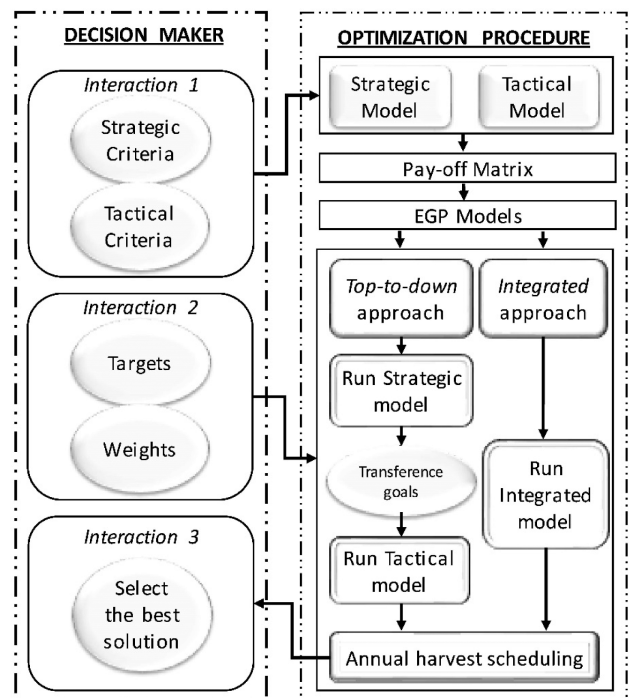 DECISION MAKER
Interaction 1
Strategic
Criteria
Tactical
Criteria
Interaction 2
Targets
Weights
Interaction 3
Select
the best
solution
OPTIMIZATION PROCEDURE
Strategic
Model
Tactical
Model
Pay-off Matrix
EGP Models
Top-to-down
approach
Integrated
approach
Run Strategic
model
Transference
goals
Run Tactical
model
Run
Integrated
model
Annual harvest scheduling